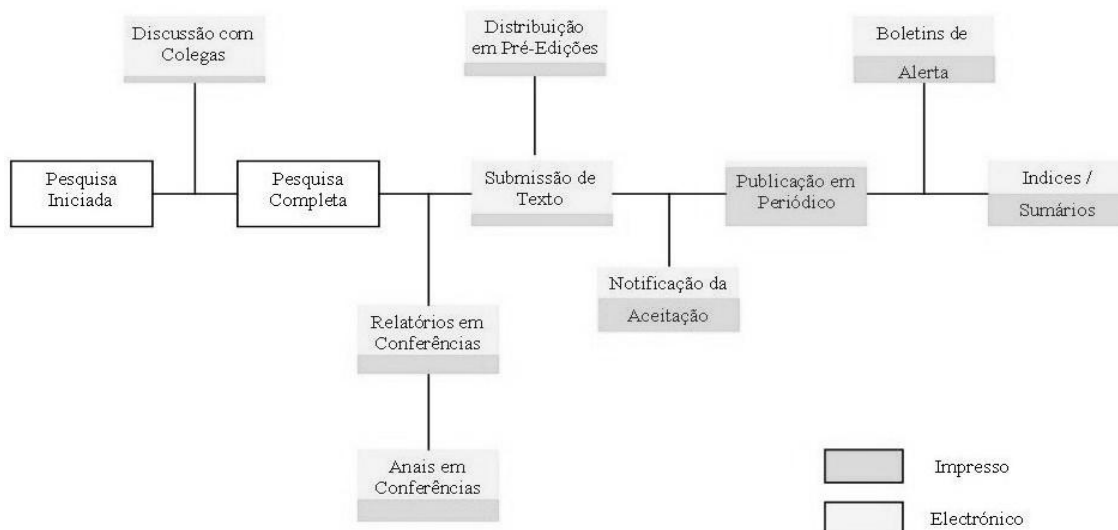 Discussão com
Colegas
Distribuição
em Pré-Edições
Boletins de
Alerta
Pesquisa
Iniciada
Pesquisa
Completa
Submissão de
Texto
Publicação em
Periódico
Indices /
Sumários
Notificação da
Aceitação
Relatórios em
Conferências
Anais em
Conferências
Impresso
Electrónico